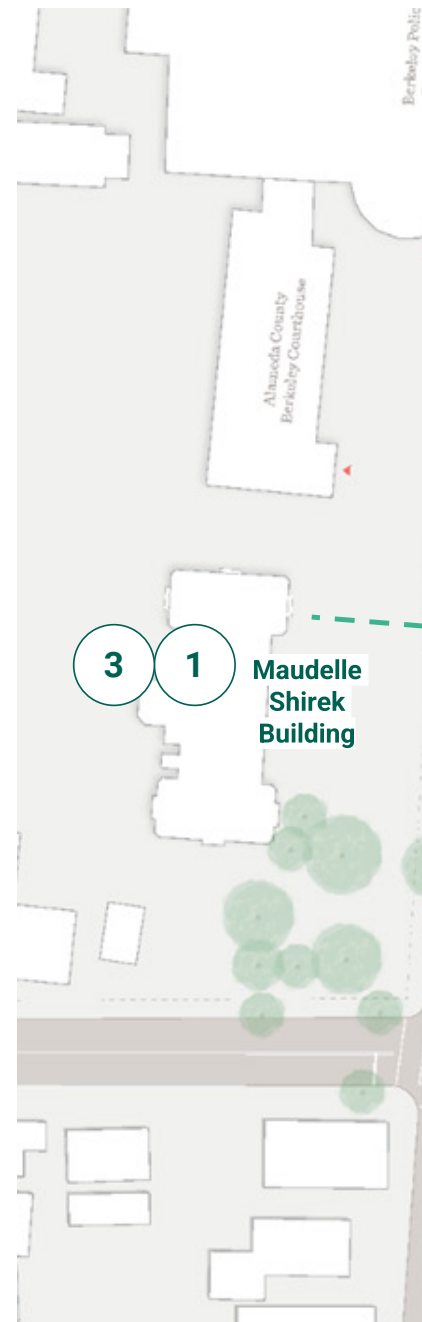 Berkeley Polic
Alameda County
Berkeley Courthouse
3
1
Maudelle
Shirek
Building